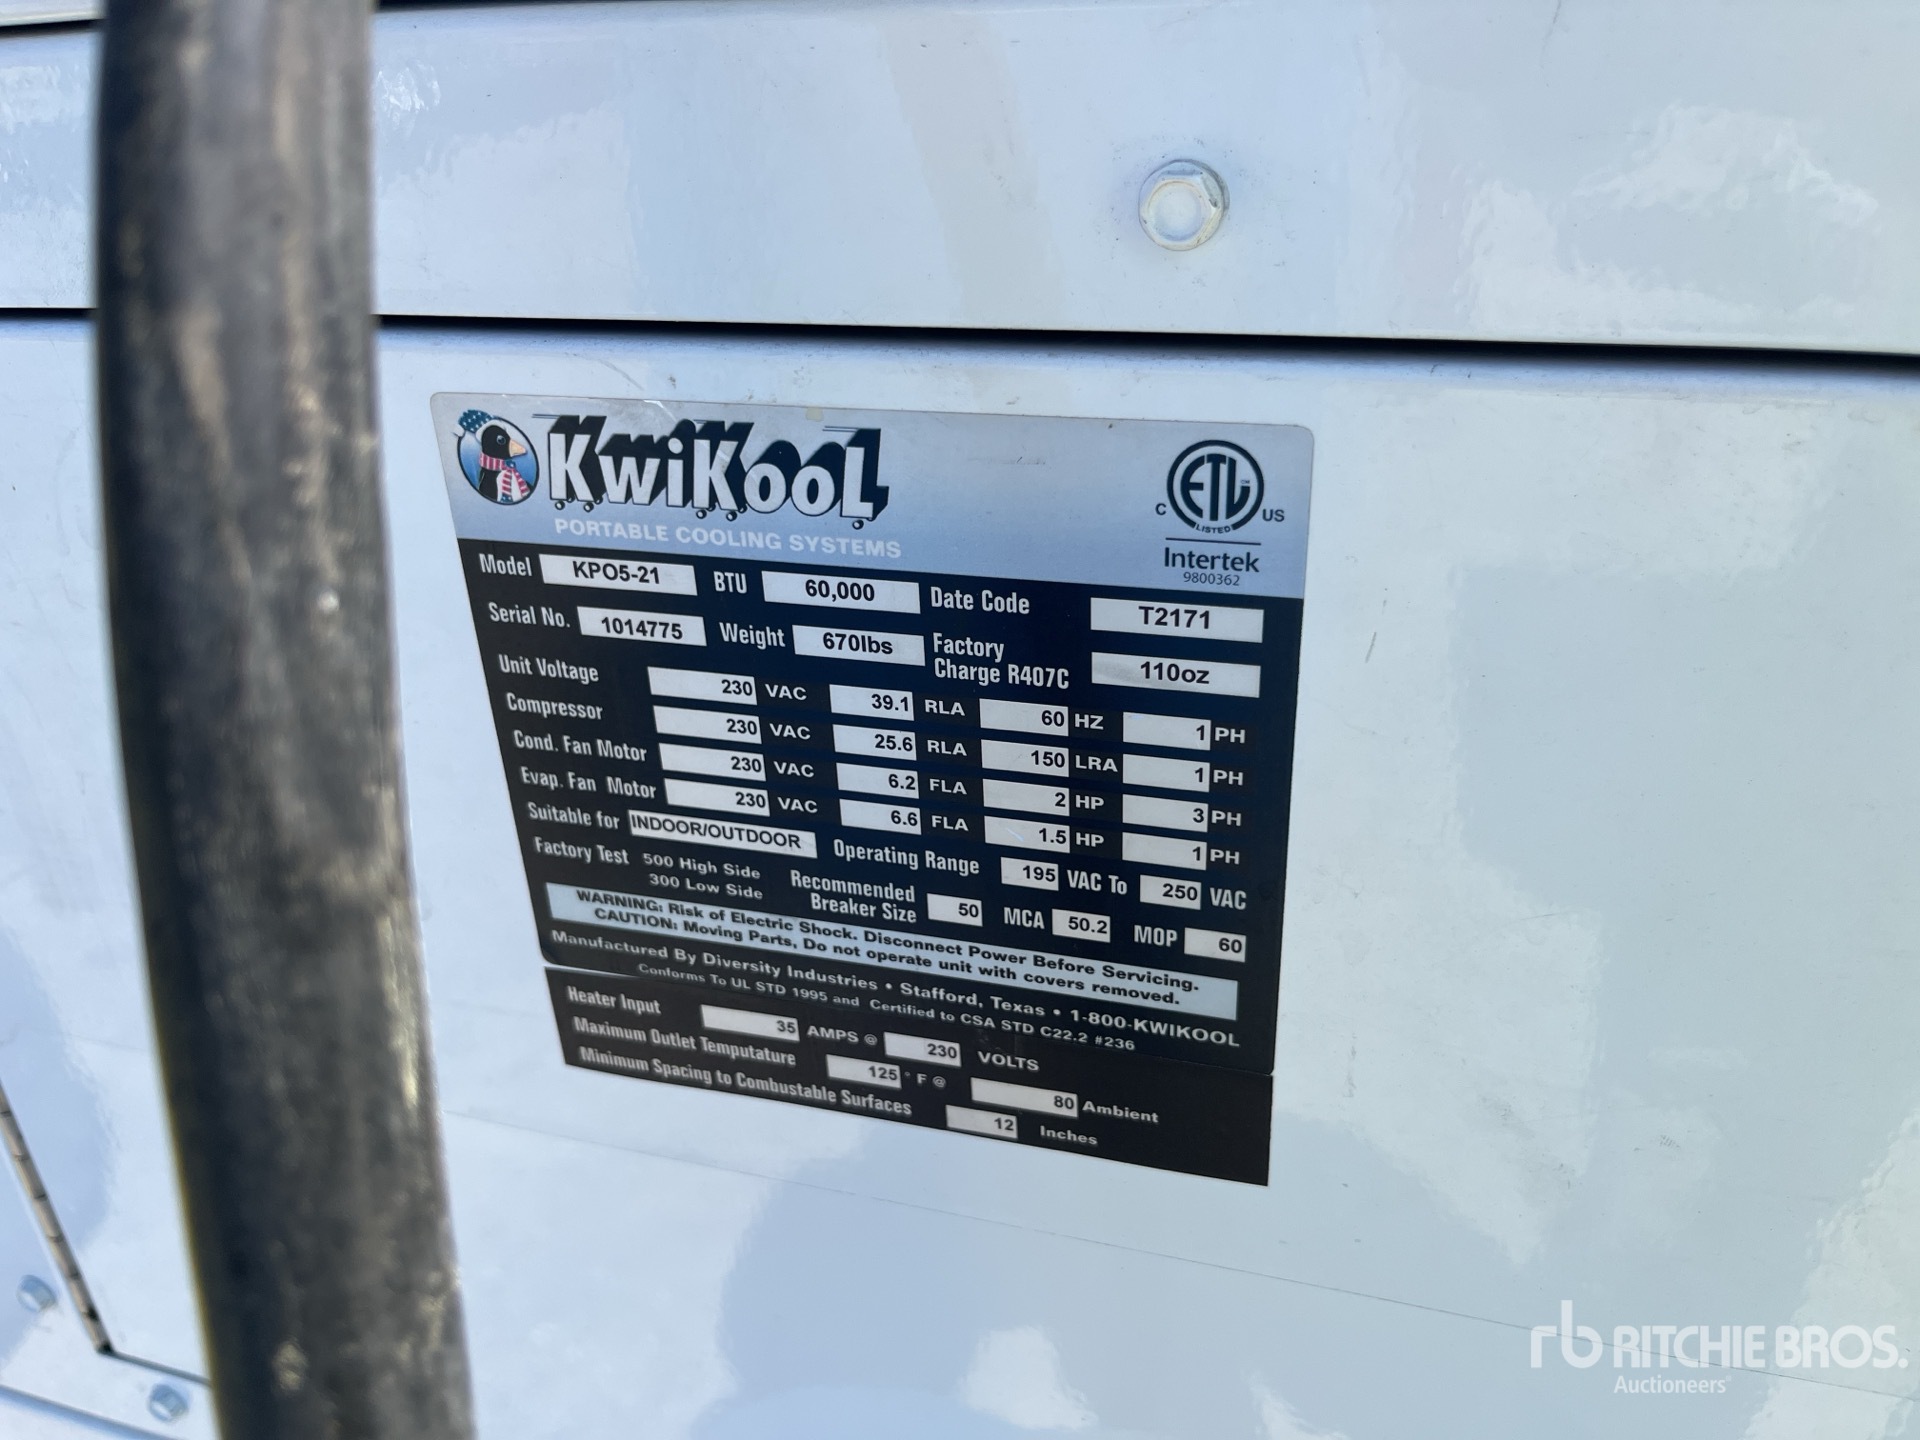 KwiKool
PORTABLE COOLING SYSTEMS
ETL
LISTED
C US
Intertek
9800362
Model KPO5-21 BTU 60,000 Date Code T2171
Serial No. 1014775 Weight 670lbs Factory Charge R407C 110oz
Unit Voltage 230 VAC 39.1 RLA 60 HZ 1 PH
Compressor 230 VAC 25.6 RLA 150 LRA 1 PH
Cond. Fan Motor 230 VAC 6.2 FLA 2 HP 3 PH
Evap. Fan Motor 230 VAC 6.6 FLA 1.5 HP 1 PH
Suitable for INDOOR/OUTDOOR Operating Range 195 VAC To 250 VAC
Factory Test 500 High Side
300 Low Side
Recommended Breaker Size 50 MCA 50.2 MOP 60
WARNING: Risk of Electric Shock. Disconnect Power Before Servicing.
CAUTION: Moving Parts, Do not operate unit with covers removed.
Manufactured By Diversity Industries • Stafford, Texas • 1-800-KWIKOOL
Conforms To UL STD 1995 and Certified to CSA STD C22.2 #236
Heater Input 35 AMPS @ 230 VOLTS
Maximum Outlet Temputature 125 ° F @ 80 Ambient
Minimum Spacing to Combustable Surfaces 12 Inches
rb RITCHIE BROS.
Auctioneers